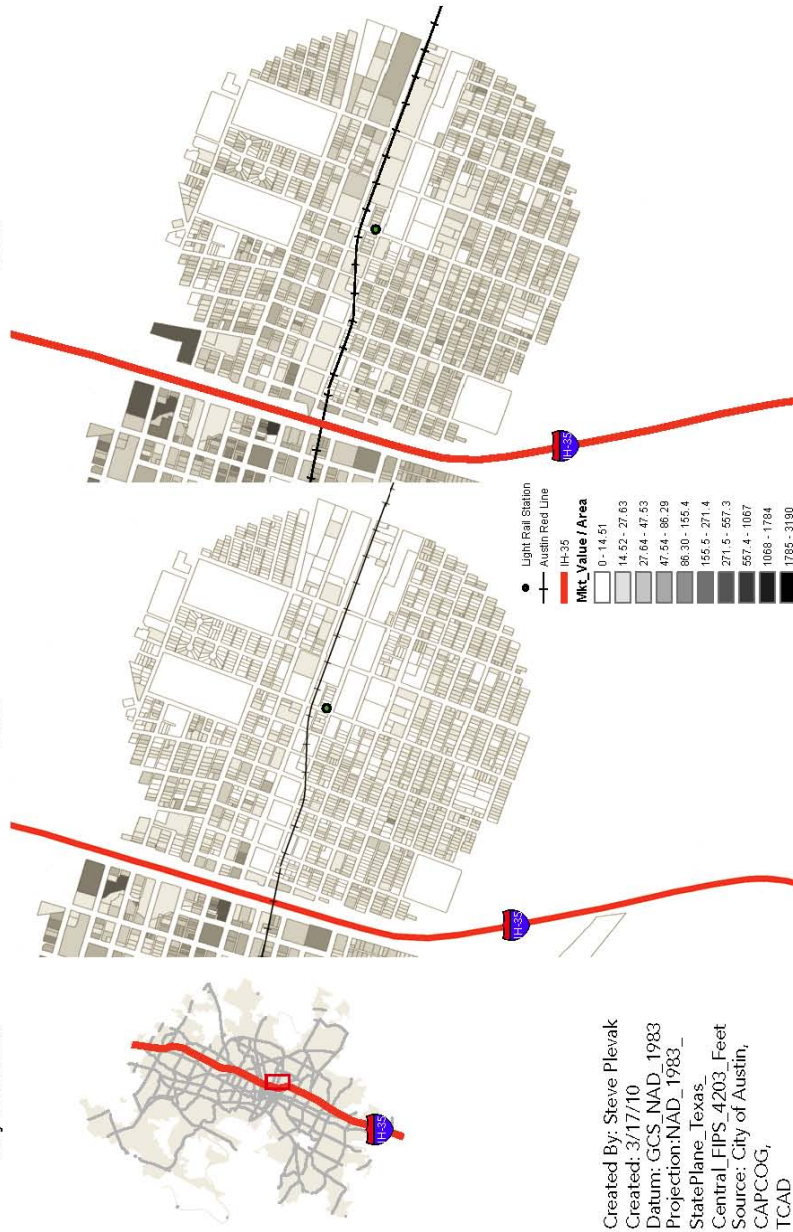 IH-35
IH-35
Light Rail Station
Austin Red Line
IH-35
Mkt_Value / Area
0 - 14.51
14.52 - 27.63
27.64 - 47.53
47.54 - 86.29
86.30 - 155.4
155.5 - 271.4
271.5 - 557.3
557.4 - 1067
1068 - 1784
1785 - 3190
IH-35
Created By: Steve Plevak
Created: 3/17/10
Datum: GCS_NAD_1983
Projection:NAD_1983_
StatePlane_Texas_
Central_FIPS_4203_Feet
Source: City of Austin,
CAPCOG,
TCAD